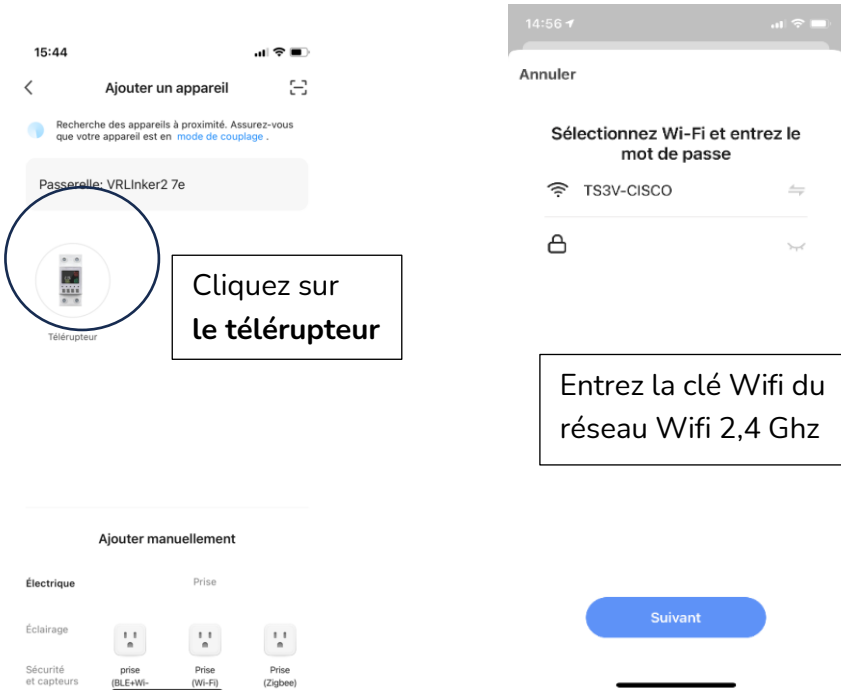 15:44
Ajouter un appareil
Recherche des appareils à proximité. Assurez-vous
que votre appareil est en mode de couplage .
Passerelle: VRLInker2 7e
Télérupteur
Cliquez sur
le télérupteur
Ajouter manuellement
Électrique
Prise
Éclairage
Sécurité
et capteurs
prise
(BLE+Wi-
Prise
(Wi-Fi)
Prise
(Zigbee)
14:56
Annuler
Sélectionnez Wi-Fi et entrez le
mot de passe
TS3V-CISCO
Entrez la clé Wifi du
réseau Wifi 2,4 Ghz
Suivant